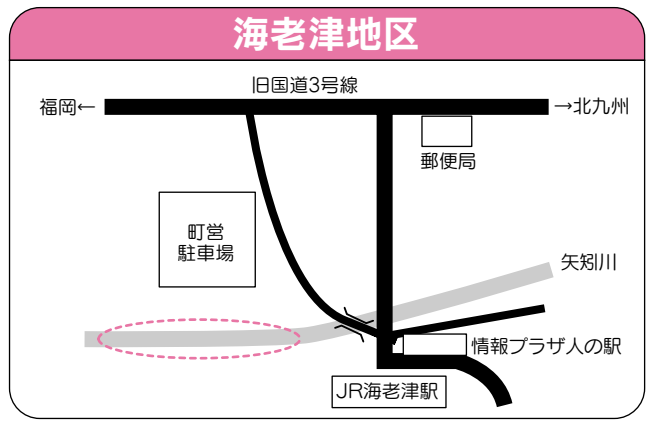 海老津地区
旧国道3号線
福岡←
→北九州
郵便局
町営
駐車場
矢矧川
情報プラザ人の駅
JR海老津駅